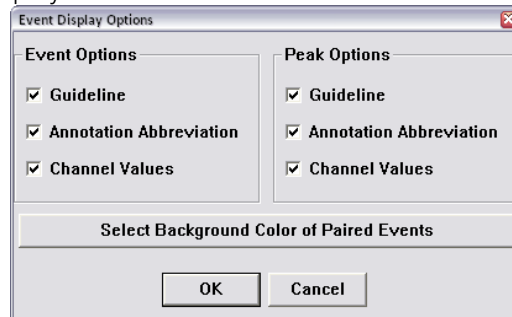 Event Display Options
Event Options
Guideline
Annotation Abbreviation
Channel Values
Peak Options
Guideline
Annotation Abbreviation
Channel Values
Select Background Color of Paired Events
OK
Cancel